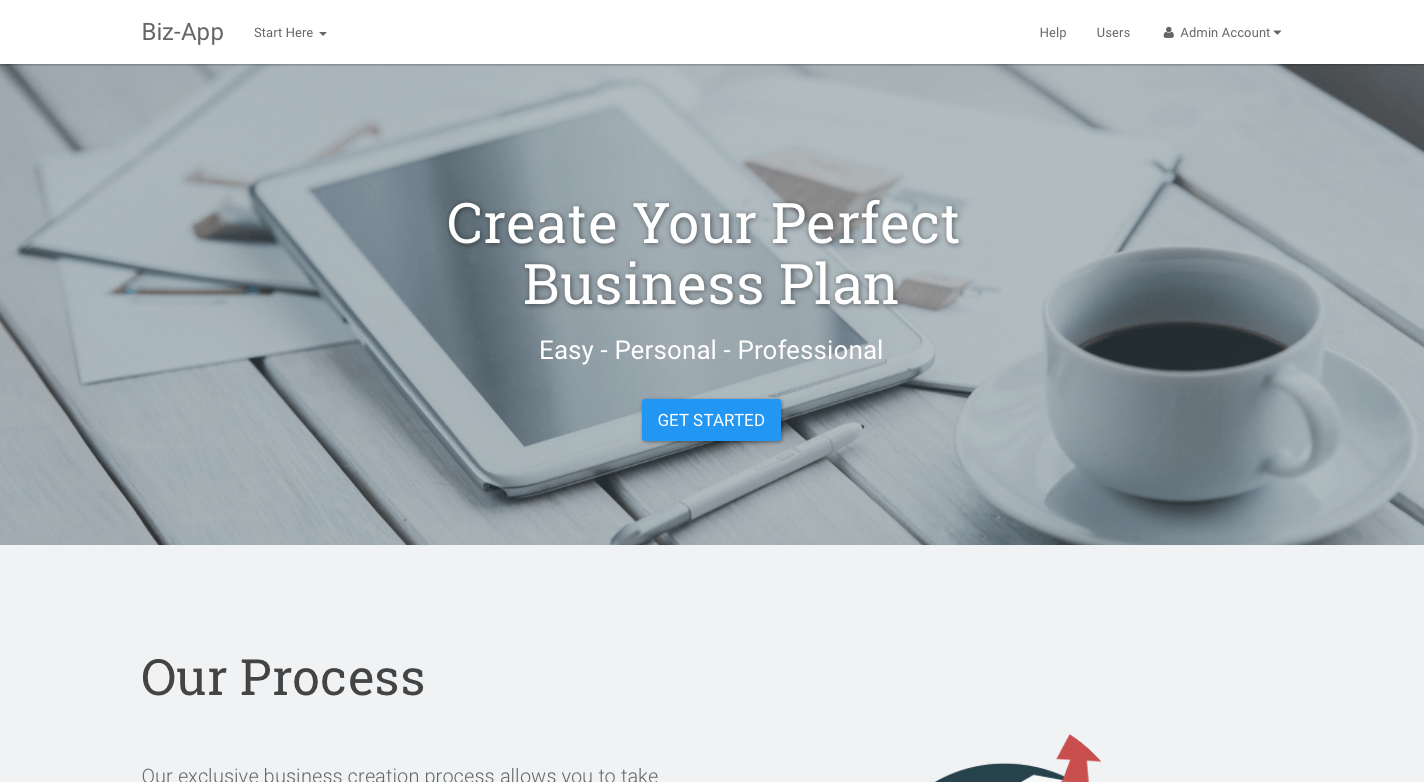 Biz-App Start Here Help Users Admin Account
Create Your Perfect
Business Plan
Easy - Personal - Professional
GET STARTED
Our Process
Our exclusive business creation process allows you to take